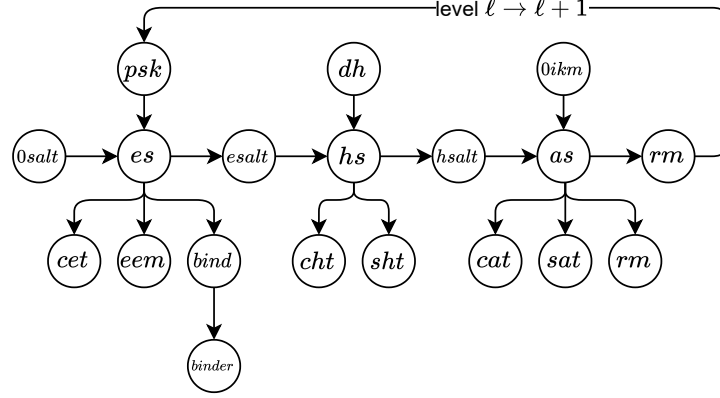 level ℓ → ℓ + 1
psk dh 0ikm
0salt es esalt hs hsalt as rm
cet eem bind cht sht cat sat rm
binder